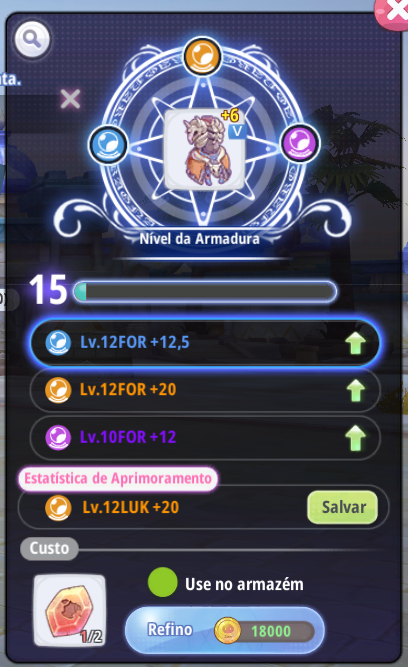 ata.
+6
V
Nível da Armadura
15
Lv.12FOR +12,5
Lv.12FOR +20
Lv.10FOR +12
Estatística de Aprimoramento
Lv.12LUK +20
Salvar
Custo
1/2
Use no armazém
Refino
18000